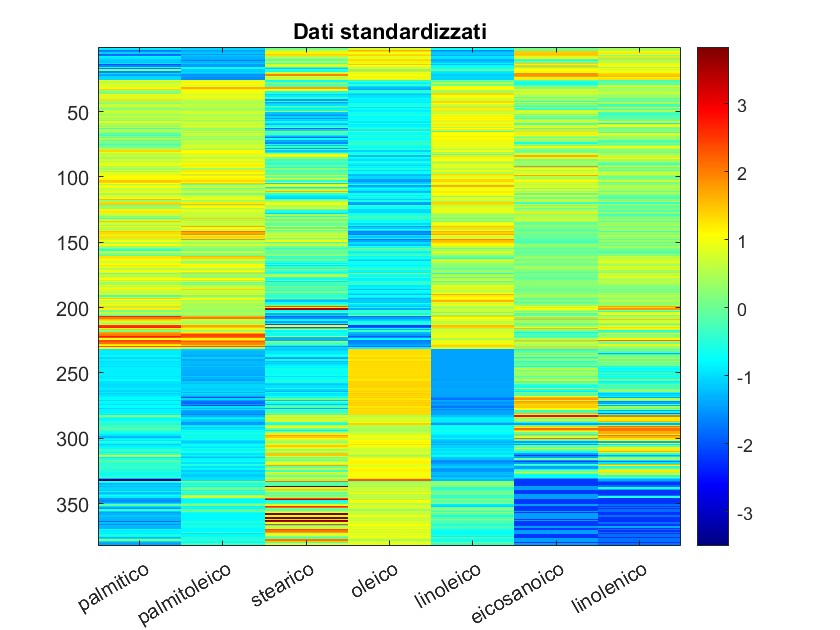 Dati standardizzati
50
100
150
200
250
300
350
palmitico
palmitoleico
stearico
oleico
linoleico
eicosanoico
linolenico
3
2
1
0
-1
-2
-3